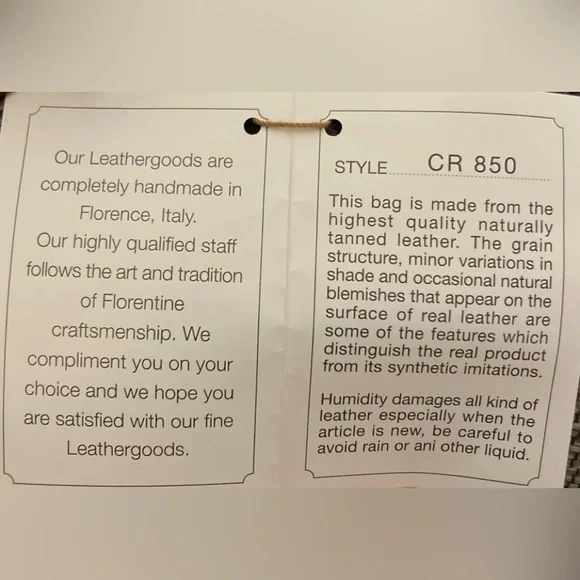 Our Leathergoods are
completely handmade in
Florence, Italy.
Our highly qualified staff
follows the art and tradition
of Florentine
craftsmenship. We
compliment you on your
choice and we hope you
are satisfied with our fine
Leathergoods.
STYLE CR 850
This bag is made from the
highest quality naturally
tanned leather. The grain
structure, minor variations in
shade and occasional natural
blemishes that appear on the
surface of real leather are
some of the features which
distinguish the real product
from its synthetic imitations.
Humidity damages all kind of
leather especially when the
article is new, be careful to
avoid rain or ani other liquid.